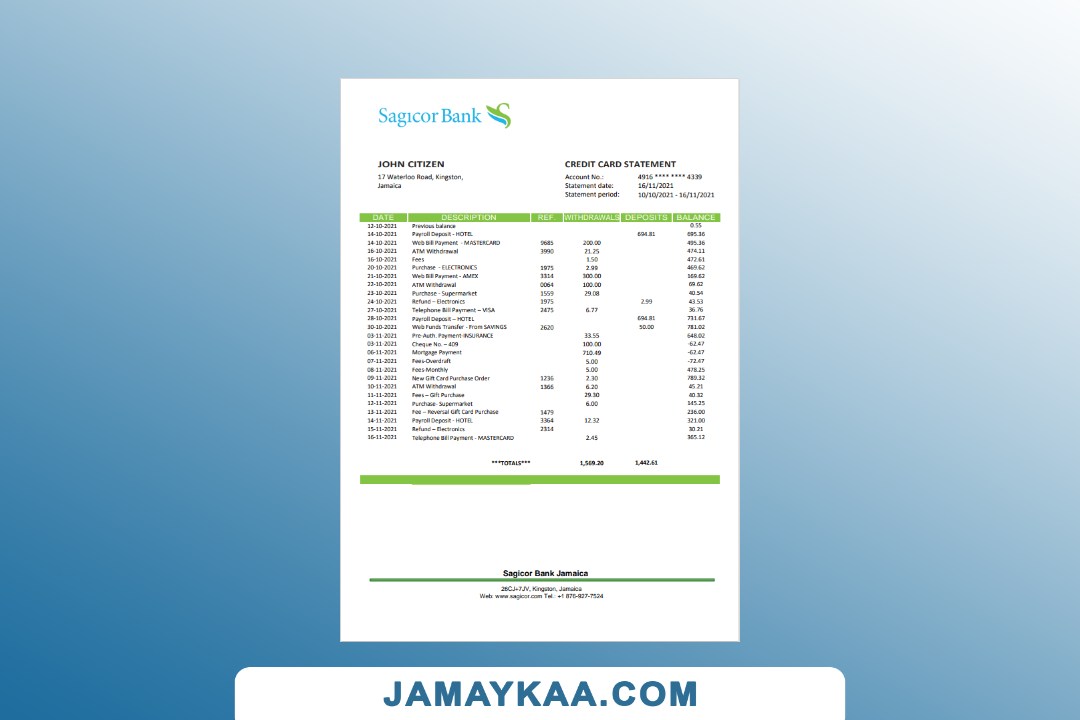 Sagicor Bank
JOHN CITIZEN
17 Waterloo Road, Kingston,
Jamaica
CREDIT CARD STATEMENT
Account No.: 4916 **** **** 4339
Statement date: 16/11/2021
Statement period: 10/10/2021 - 16/11/2021
DATE DESCRIPTION REF. WITHDRAWALS DEPOSITS BALANCE
12-10-2021 Previous balance 0.55
14-10-2021 Payroll Deposit - HOTEL 694.81 695.36
14-10-2021 Web Bill Payment - MASTERCARD 9685 200.00 495.36
16-10-2021 ATM Withdrawal 3990 21.25 474.11
16-10-2021 Fees 1.50 472.61
20-10-2021 Purchase - ELECTRONICS 1975 2.99 469.62
21-10-2021 Web Bill Payment - AMEX 3314 300.00 169.62
22-10-2021 ATM Withdrawal 0064 100.00 69.62
23-10-2021 Purchase - Supermarket 1559 29.08 40.54
24-10-2021 Refund – Electronics 1975 2.99 43.53
27-10-2021 Telephone Bill Payment – VISA 2475 6.77 36.76
28-10-2021 Payroll Deposit – HOTEL 694.81 731.67
30-10-2021 Web Funds Transfer - From SAVINGS 2620 50.00 781.02
03-11-2021 Pre-Auth. Payment-INSURANCE 33.55 648.02
03-11-2021 Cheque No. – 409 100.00 -62.47
06-11-2021 Mortgage Payment 710.49 -62.47
07-11-2021 Fees-Overdraft 5.00 -72.47
08-11-2021 Fees Monthly 5.00 478.25
09-11-2021 New Gift Card Purchase Order 1236 2.30 789.32
10-11-2021 ATM Withdrawal 1366 6.20 45.21
11-11-2021 Fees – Gift Purchase 29.30 40.32
12-11-2021 Purchase- Supermarket 6.00 145.25
13-11-2021 Fee – Reversal Gift Card Purchase 1479 236.00
14-11-2021 Payroll Deposit -HOTEL 3364 12.32 321.00
15-11-2021 Refund – Electronics 2314 30.21
16-11-2021 Telephone Bill Payment - MASTERCARD 2.45 365.12
***TOTALS*** 1,569.20 1,442.61
Sagicor Bank Jamaica
26CJ+7JV, Kingston, Jamaica
Web: www.sagicor.com Tel.: +1 876-927-7524
JAMAYKAA.COM